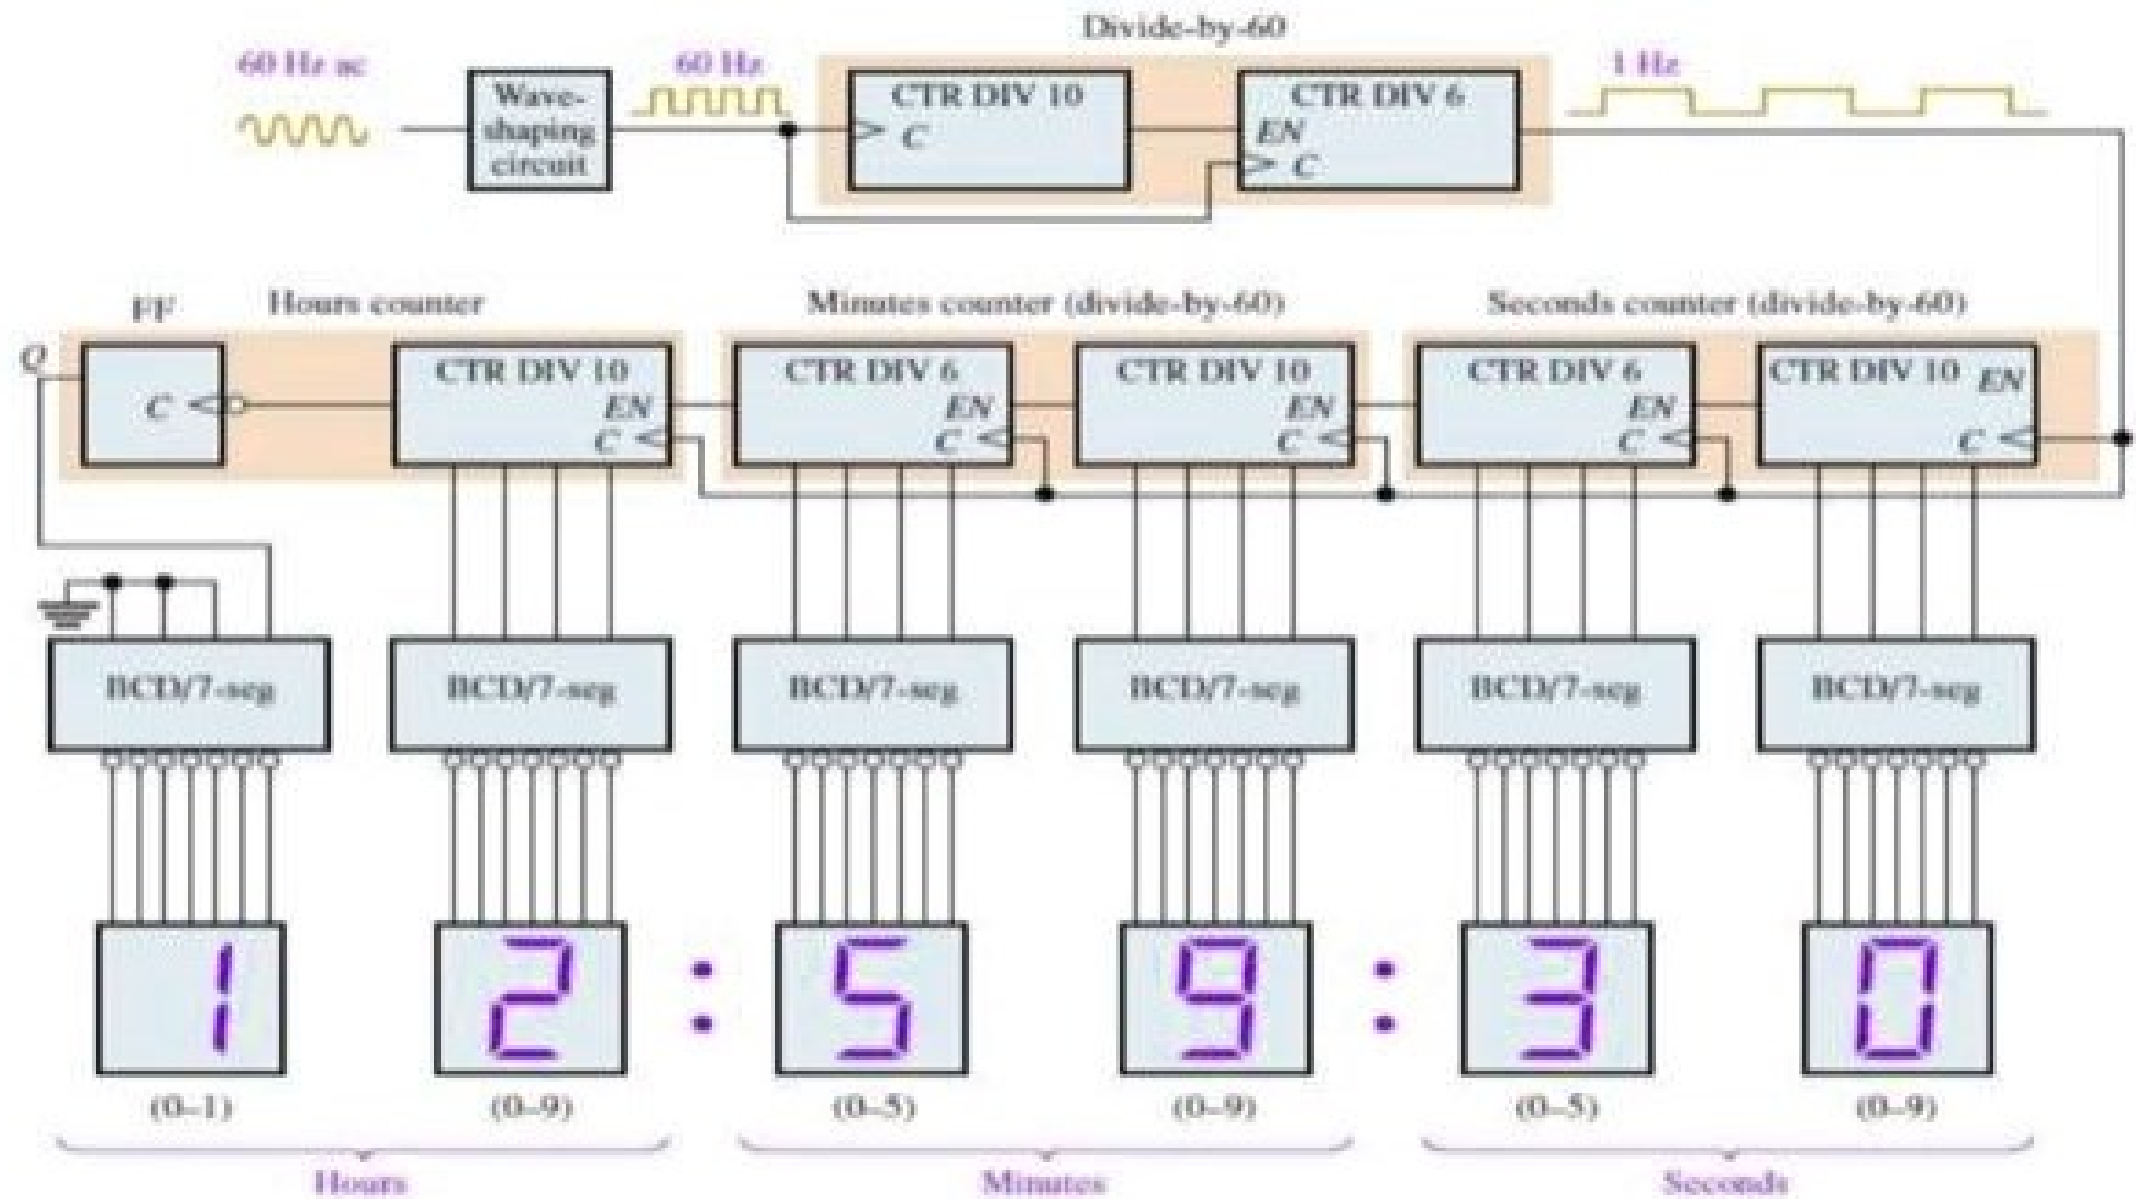 Divide-by-60
60 Hz ac
60 Hz
1 Hz
Wave-
shaping
circuit
CTR DIV 10
C
CTR DIV 6
EN
C
FF
Hours counter
Minutes counter (divide-by-60)
Seconds counter (divide-by-60)
Q
C
CTR DIV 10
EN
C
CTR DIV 6
EN
C
CTR DIV 10
EN
C
CTR DIV 6
EN
C
CTR DIV 10
EN
C
BCD/7-seg
BCD/7-seg
BCD/7-seg
BCD/7-seg
BCD/7-seg
BCD/7-seg
1 2 : 5 9 : 3 0
(0–1)
(0–9)
(0–5)
(0–9)
(0–5)
(0–9)
Hours
Minutes
Seconds